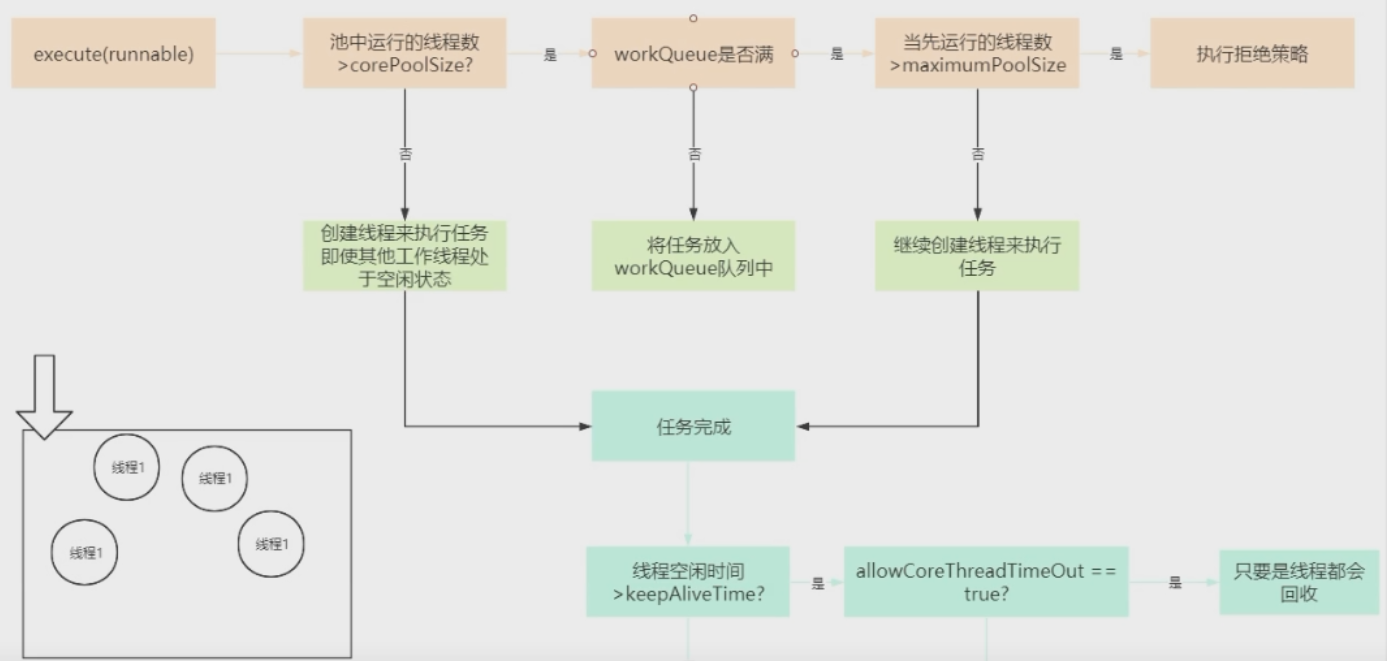 execute(runnable)
池中运行的线程数
>corePoolSize?
是
workQueue是否满
是
当先运行的线程数
>maximumPoolSize
是
执行拒绝策略
否
否
否
创建线程来执行任务
即使其他工作线程处
于空闲状态
将任务放入
workQueue队列中
继续创建线程来执行
任务
任务完成
线程1
线程1
线程1
线程1
线程空闲时间
>keepAliveTime?
是
allowCoreThreadTimeOut ==
true?
是
只要是线程都会
回收